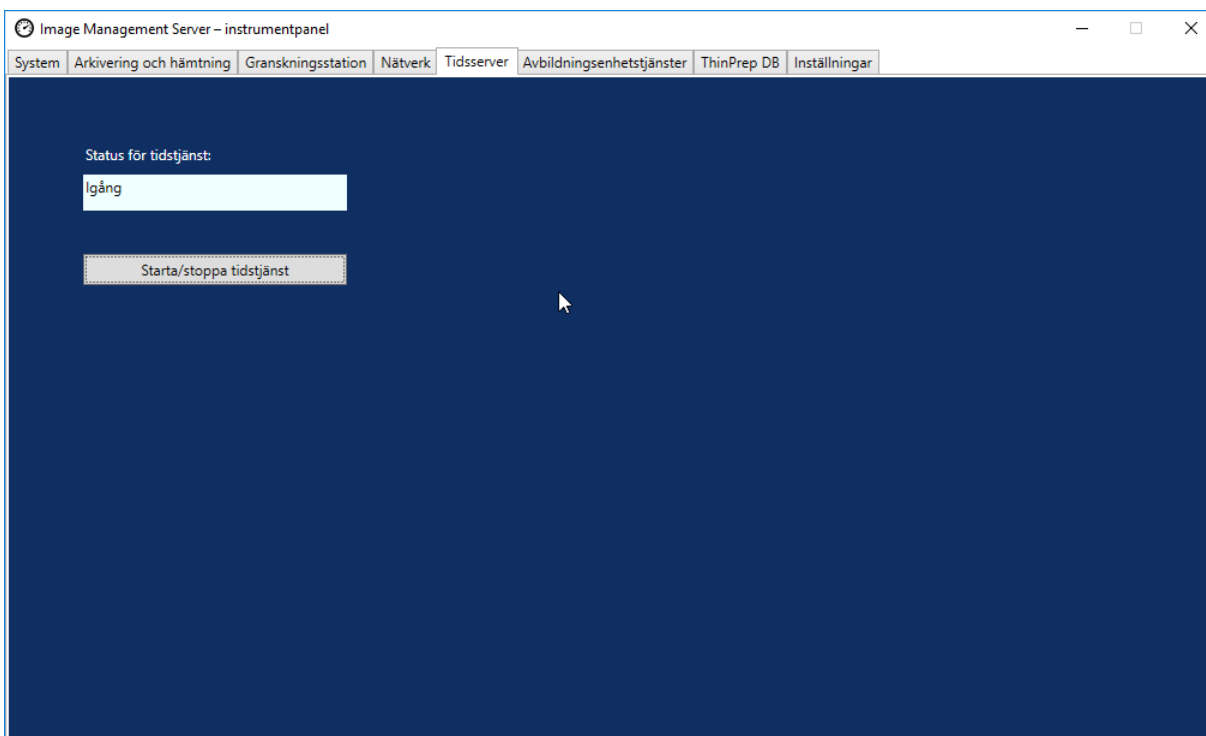 Image Management Server – instrumentpanel
System Arkivering och hämtning Granskningsstation Nätverk Tidsserver Avbildningsenhetstjänster ThinPrep DB Inställningar
Status för tidstjänst:
Igång
Starta/stoppa tidstjänst